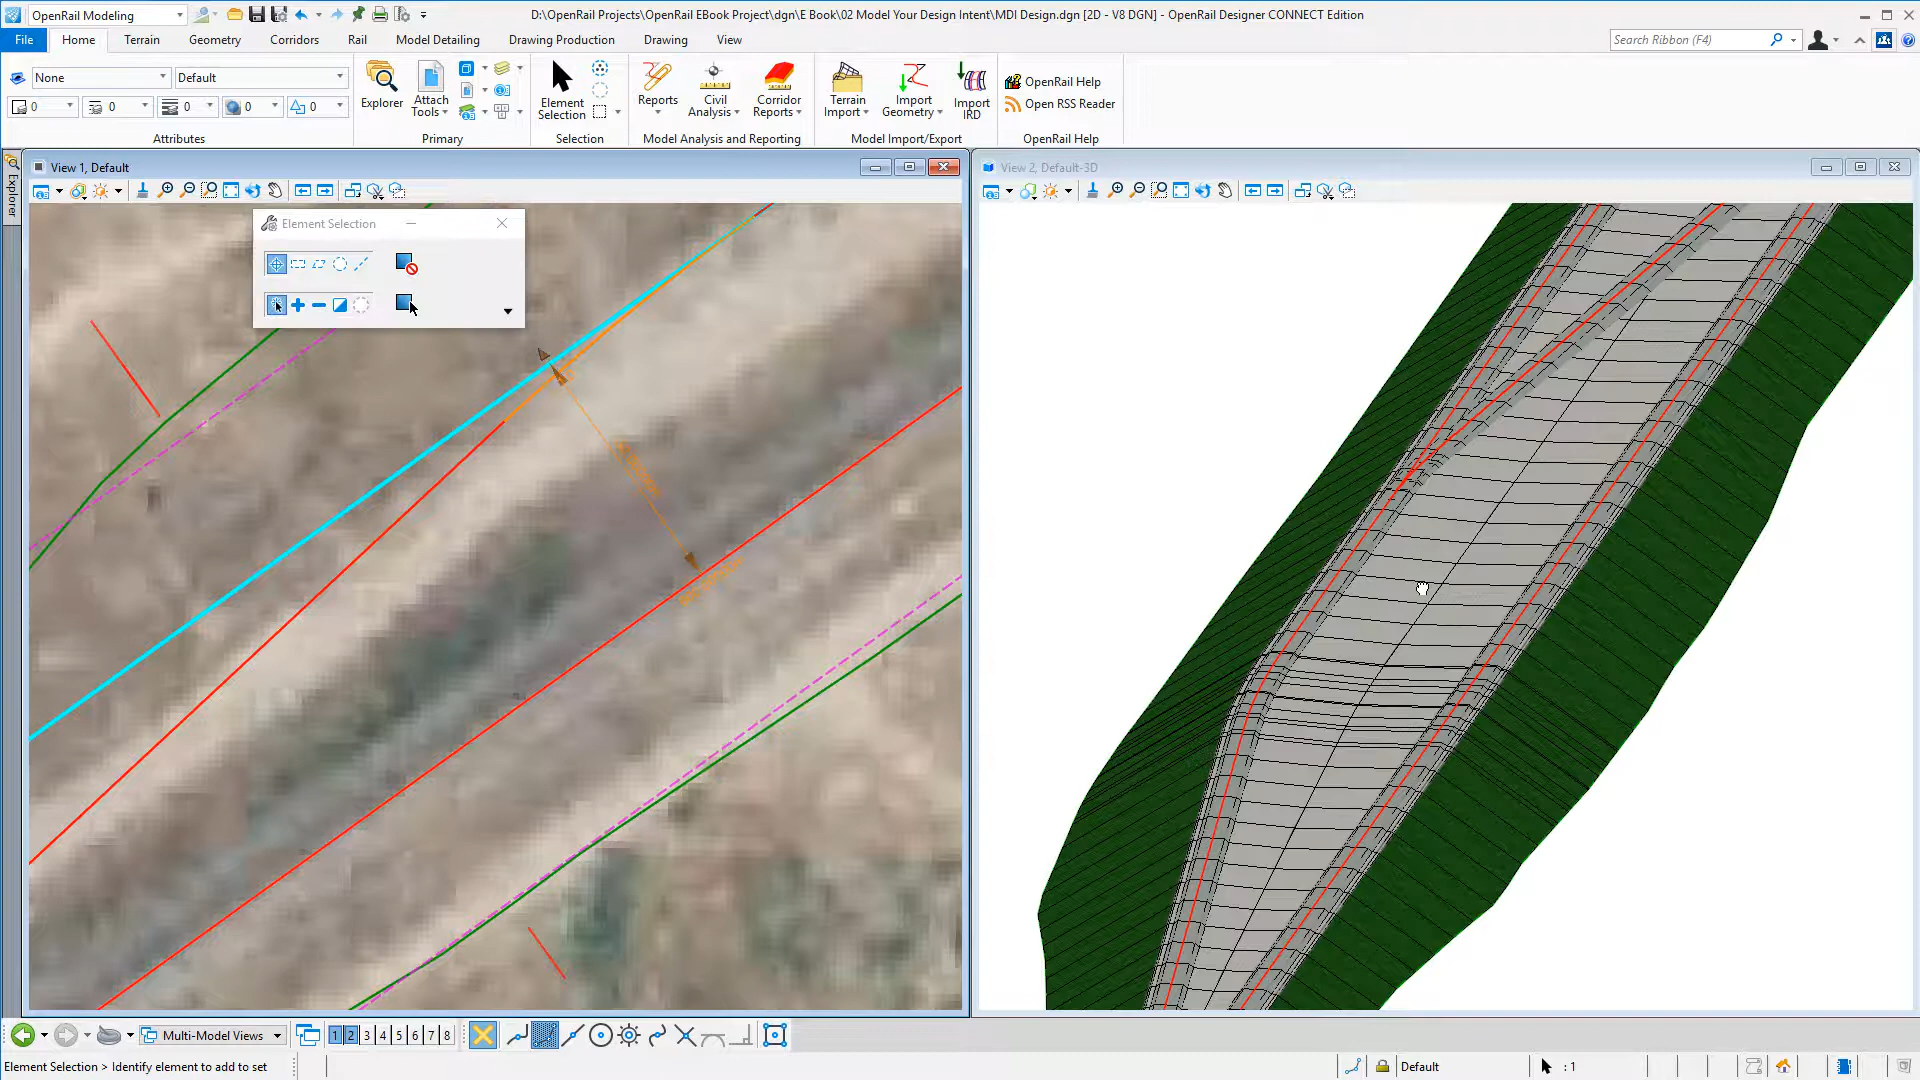 OpenRail Modeling
D:\OpenRail Projects\OpenRail EBook Project\dgn\E Book\02 Model Your Design Intent\MDI Design.dgn [2D - V8 DGN] - OpenRail Designer CONNECT Edition
File Home Terrain Geometry Corridors Rail Model Detailing Drawing Production Drawing View
Search Ribbon (F4)
None Default
0 0 0 0 0
Attributes
Explorer
Attach Tools
Primary
Element Selection
Selection
Reports
Civil Analysis
Corridor Reports
Model Analysis and Reporting
Terrain Import
Import Geometry
Import IRD
Model Import/Export
OpenRail Help
Open RSS Reader
OpenRail Help
Explorer
View 1, Default
View 2, Default-3D
Element Selection
Multi-Model Views
1 2 3 4 5 6 7 8
Element Selection > Identify element to add to set
Default
: 1